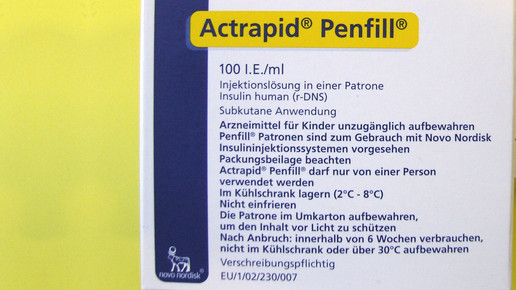 Actrapid® Penfill®
100 I.E./ml
Injektionslösung in einer Patrone
Insulin human (r-DNS)
Subkutane Anwendung
Arzneimittel für Kinder unzugänglich aufbewahren
Penfill® Patronen sind zum Gebrauch mit Novo Nordisk
Insulininjektionssystemen vorgesehen
Packungsbeilage beachten
Actrapid® Penfill® darf nur von einer Person
verwendet werden
Im Kühlschrank lagern (2°C - 8°C)
Nicht einfrieren
Die Patrone im Umkarton aufbewahren,
um den Inhalt vor Licht zu schützen
Nach Anbruch: innerhalb von 6 Wochen verbrauchen,
nicht im Kühlschrank oder über 30°C aufbewahren
Verschreibungspflichtig
EU/1/02/230/007
novo nordisk®